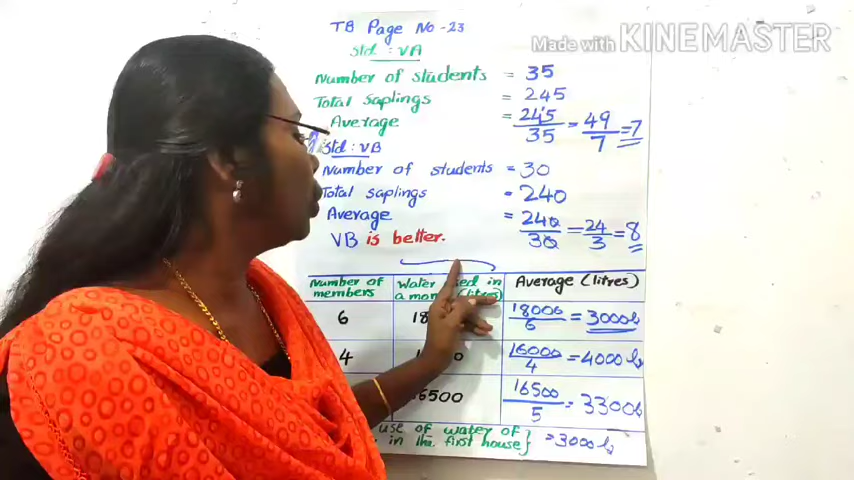 TB Page No-23
Made with KINEMASTER
Std: VA
Number of students = 35
Total Saplings = 245
Average = 245/35 = 49/7 = 7
Std: VB
Number of students = 30
Total Saplings = 240
Average = 240/30 = 24/3 = 8
VB is better.
Number of members Water used in a month (litres) Average (litres)
6 18000/6 = 3000 l
4 16000/4 = 4000 l
16500 16500/5 = 3300 l
use of water of
in the first house } = 3000 l